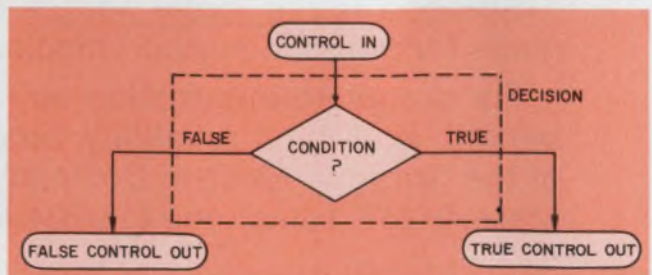 CONTROL IN
DECISION
FALSE
CONDITION
?
TRUE
FALSE CONTROL OUT
TRUE CONTROL OUT